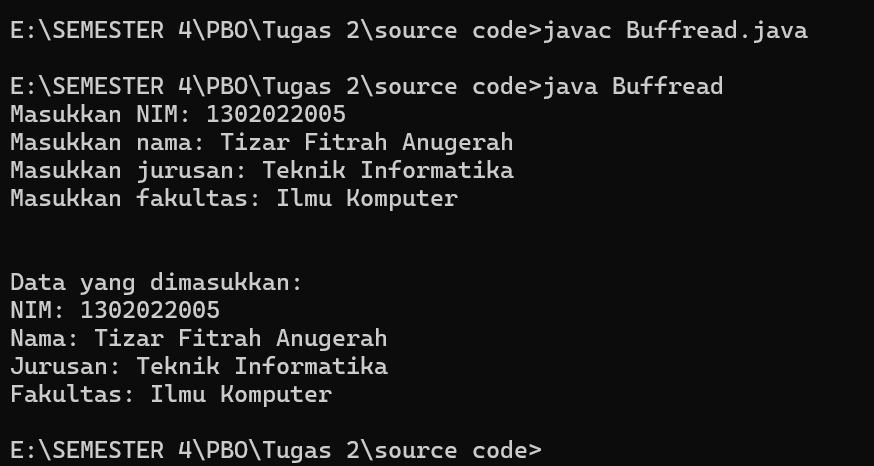 E:\SEMESTER 4\PBO\Tugas 2\source code>javac Buffread.java
E:\SEMESTER 4\PBO\Tugas 2\source code>java Buffread
Masukkan NIM: 1302022005
Masukkan nama: Tizar Fitrah Anugerah
Masukkan jurusan: Teknik Informatika
Masukkan fakultas: Ilmu Komputer
Data yang dimasukkan:
NIM: 1302022005
Nama: Tizar Fitrah Anugerah
Jurusan: Teknik Informatika
Fakultas: Ilmu Komputer
E:\SEMESTER 4\PBO\Tugas 2\source code>